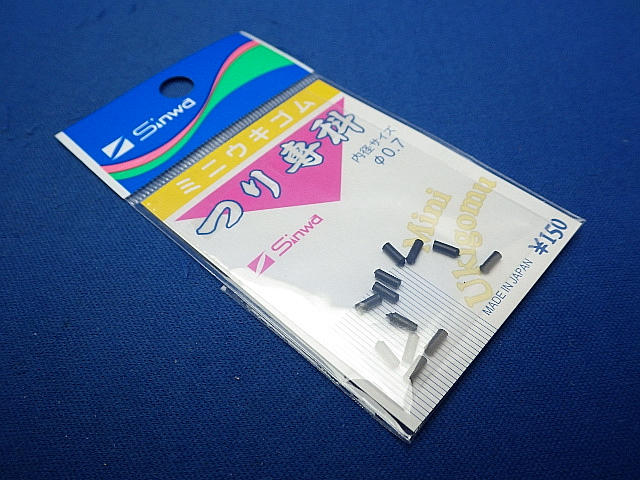 Sinwa
ミニウキゴム
つり専科
内径サイズ
φ0.7
Sinwa
Mini
Ukigomu
MADE IN JAPAN
¥150